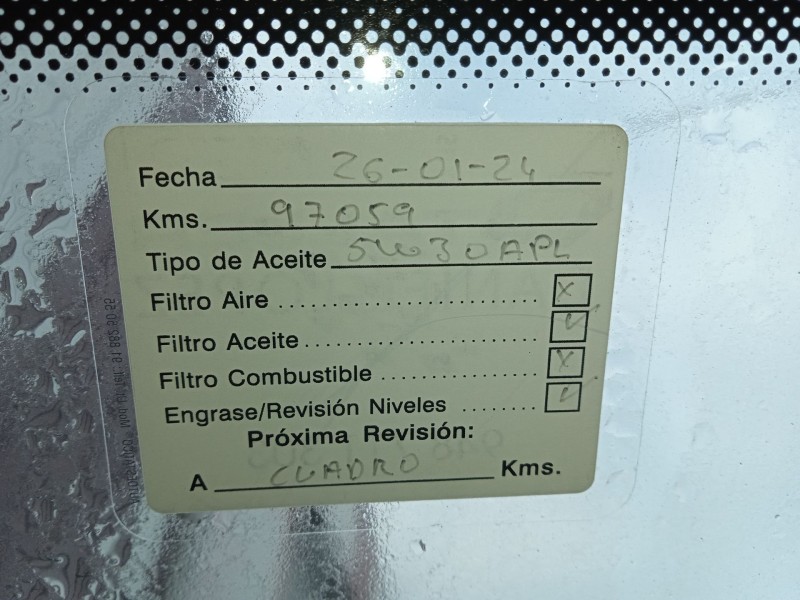 Fecha 26-01-24
Kms. 97059
Tipo de Aceite 5W30APL
Filtro Aire .............................. X
Filtro Aceite .............................. ✓
Filtro Combustible .................... X
Engrase/Revisión Niveles ........ ✓
Próxima Revisión:
A CUADRO Kms.